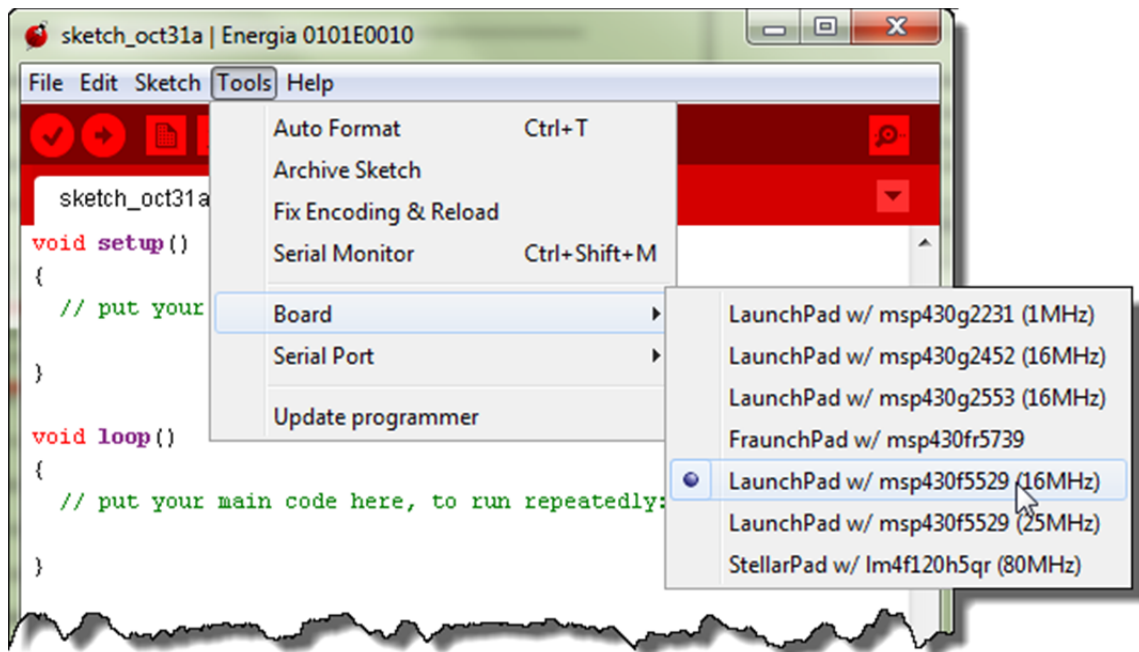 sketch_oct31a | Energia 0101E0010
File Edit Sketch Tools Help
Auto Format Ctrl+T
Archive Sketch
sketch_oct31a
Fix Encoding & Reload
void setup()
Serial Monitor Ctrl+Shift+M
{
// put your
Board
LaunchPad w/ msp430g2231 (1MHz)
Serial Port
LaunchPad w/ msp430g2452 (16MHz)
}
LaunchPad w/ msp430g2553 (16MHz)
Update programmer
void loop()
FraunchPad w/ msp430fr5739
{
LaunchPad w/ msp430f5529 (16MHz)
// put your main code here, to run repeatedly:
LaunchPad w/ msp430f5529 (25MHz)
}
StellarPad w/ lm4f120h5qr (80MHz)